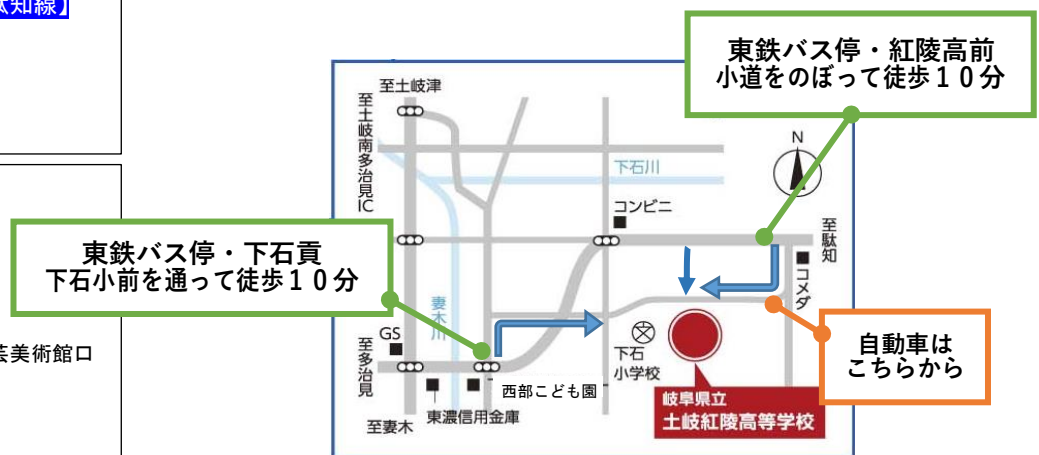 知線】
芸美術館口
東鉄バス停・紅陵高前
小道をのぼって徒歩１０分
至土岐津
至土岐南多治見IC
下石川
N
コンビニ
至駄知
コメダ
東鉄バス停・下石貢
下石小前を通って徒歩１０分
妻木川
GS
至多治見
下石
小学校
西部こども園
東濃信用金庫
至妻木
自動車は
こちらから
岐阜県立
土岐紅陵高等学校